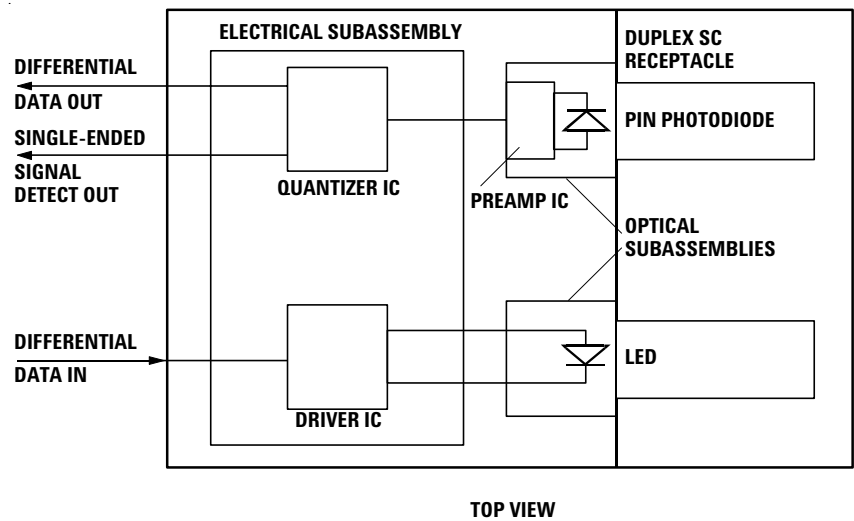 ELECTRICAL SUBASSEMBLY
DUPLEX SC
RECEPTACLE
DIFFERENTIAL
DATA OUT
SINGLE-ENDED
SIGNAL
DETECT OUT
QUANTIZER IC
PREAMP IC
PIN PHOTODIODE
OPTICAL
SUBASSEMBLIES
DIFFERENTIAL
DATA IN
DRIVER IC
LED
TOP VIEW